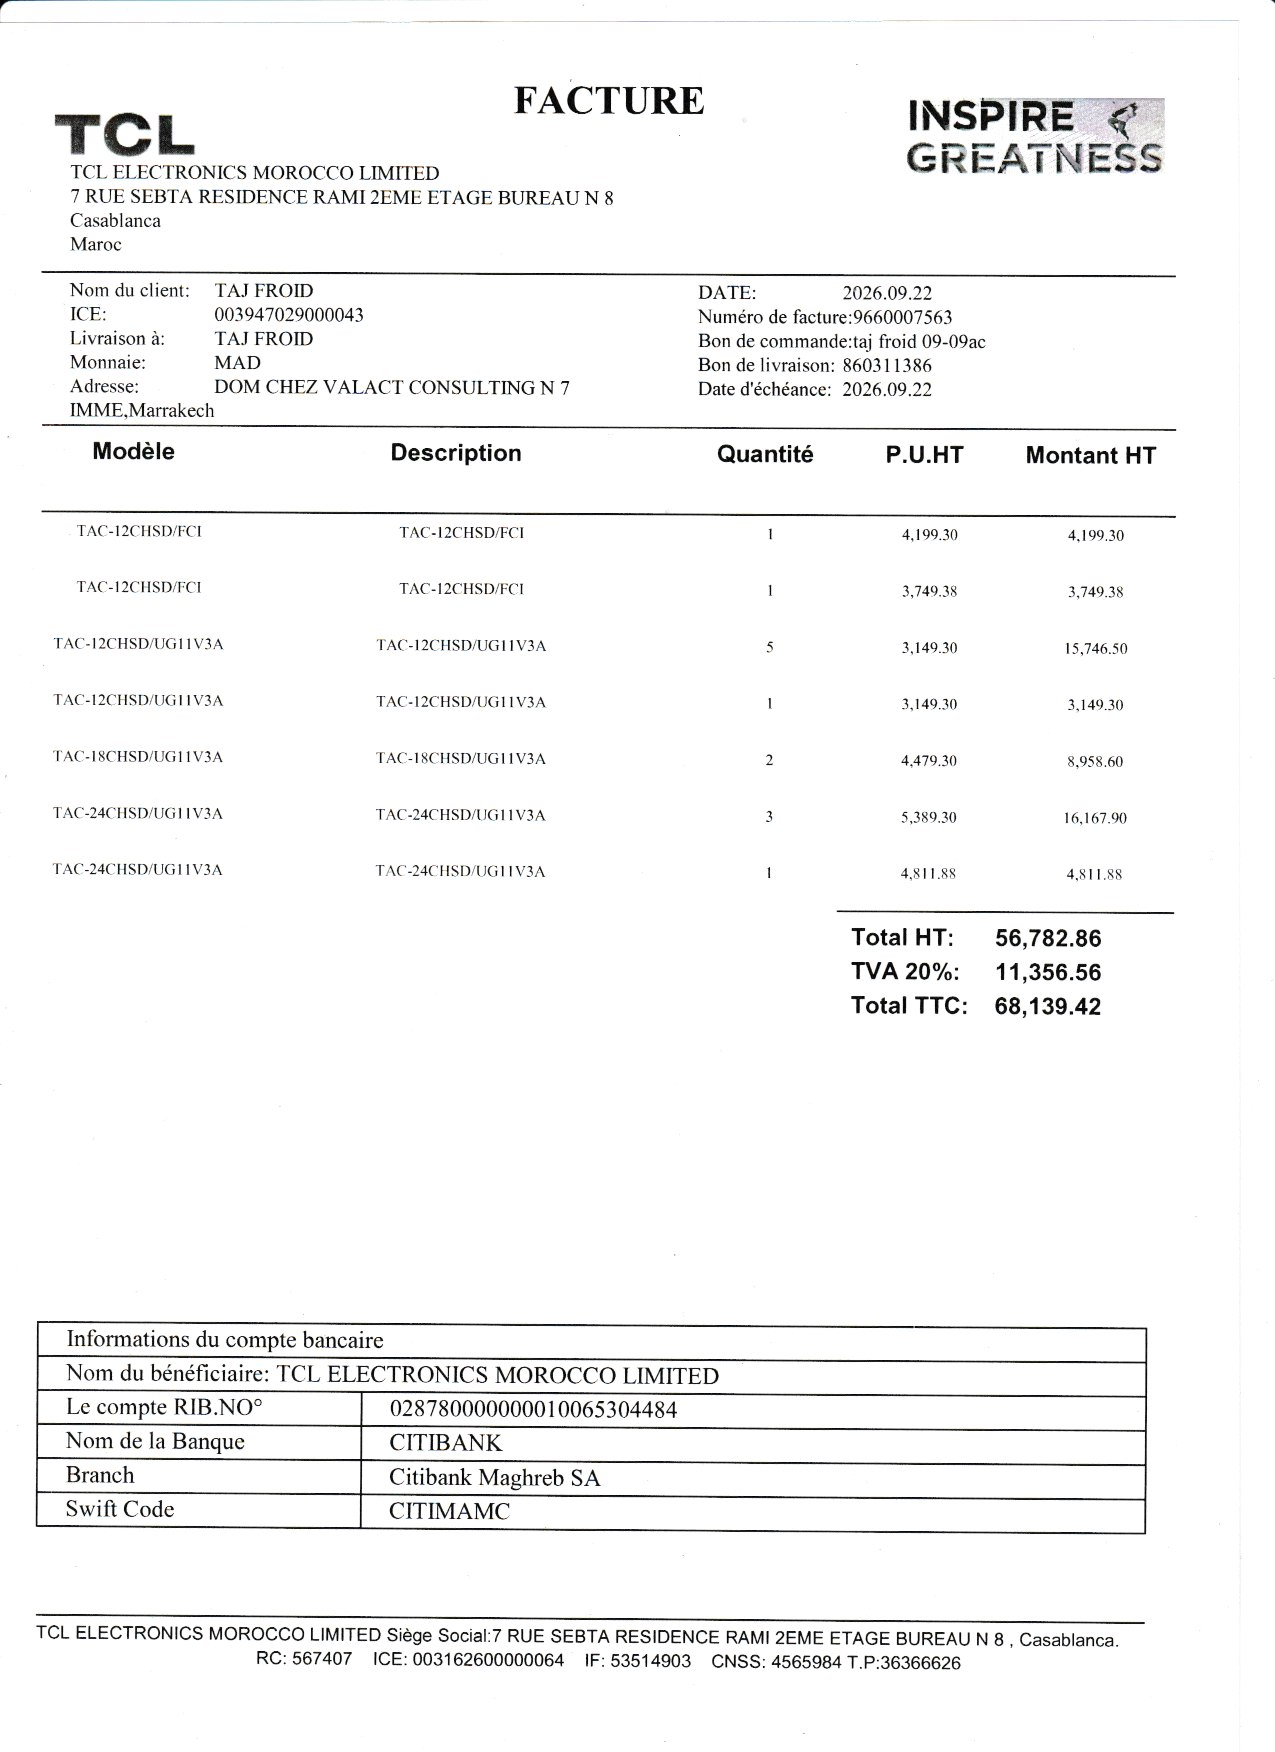 FACTURE
TCL
INSPIRE
GREATNESS
TCL ELECTRONICS MOROCCO LIMITED
7 RUE SEBTA RESIDENCE RAMI 2EME ETAGE BUREAU N 8
Casablanca
Maroc
Nom du client: TAJ FROID
ICE: 003947029000043
Livraison à: TAJ FROID
Monnaie: MAD
Adresse: DOM CHEZ VALACT CONSULTING N 7
IMME,Marrakech
DATE: 2026.09.22
Numéro de facture:9660007563
Bon de commande:taj froid 09-09ac
Bon de livraison: 860311386
Date d'échéance: 2026.09.22
Modèle Description Quantité P.U.HT Montant HT
TAC-12CHSD/FCI TAC-12CHSD/FCI 1 4,199.30 4,199.30
TAC-12CHSD/FCI TAC-12CHSD/FCI 1 3,749.38 3,749.38
TAC-12CHSD/UG11V3A TAC-12CHSD/UG11V3A 5 3,149.30 15,746.50
TAC-12CHSD/UG11V3A TAC-12CHSD/UG11V3A 1 3,149.30 3,149.30
TAC-18CHSD/UG11V3A TAC-18CHSD/UG11V3A 2 4,479.30 8,958.60
TAC-24CHSD/UG11V3A TAC-24CHSD/UG11V3A 3 5,389.30 16,167.90
TAC-24CHSD/UG11V3A TAC-24CHSD/UG11V3A 1 4,811.88 4,811.88
Total HT: 56,782.86
TVA 20%: 11,356.56
Total TTC: 68,139.42
Informations du compte bancaire
Nom du bénéficiaire: TCL ELECTRONICS MOROCCO LIMITED
Le compte RIB.NO° 028780000000010065304484
Nom de la Banque CITIBANK
Branch Citibank Maghreb SA
Swift Code CITIMAMC
TCL ELECTRONICS MOROCCO LIMITED Siège Social:7 RUE SEBTA RESIDENCE RAMI 2EME ETAGE BUREAU N 8 , Casablanca.
RC: 567407 ICE: 003162600000064 IF: 53514903 CNSS: 4565984 T.P:36366626